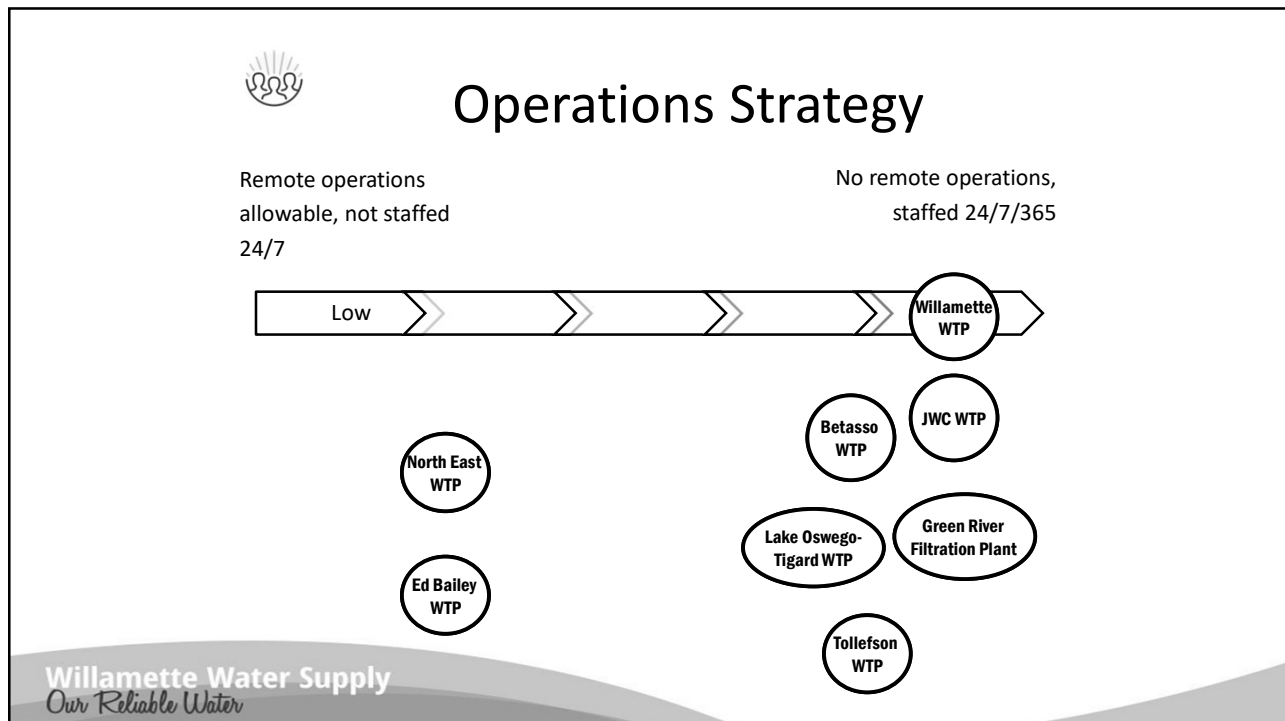 Operations Strategy
Remote operations
allowable, not staffed
24/7
No remote operations,
staffed 24/7/365
Low
Willamette
WTP
JWC WTP
Betasso
WTP
North East
WTP
Green River
Filtration Plant
Lake Oswego-
Tigard WTP
Ed Bailey
WTP
Tollefson
WTP
Willamette Water Supply
Our Reliable Water